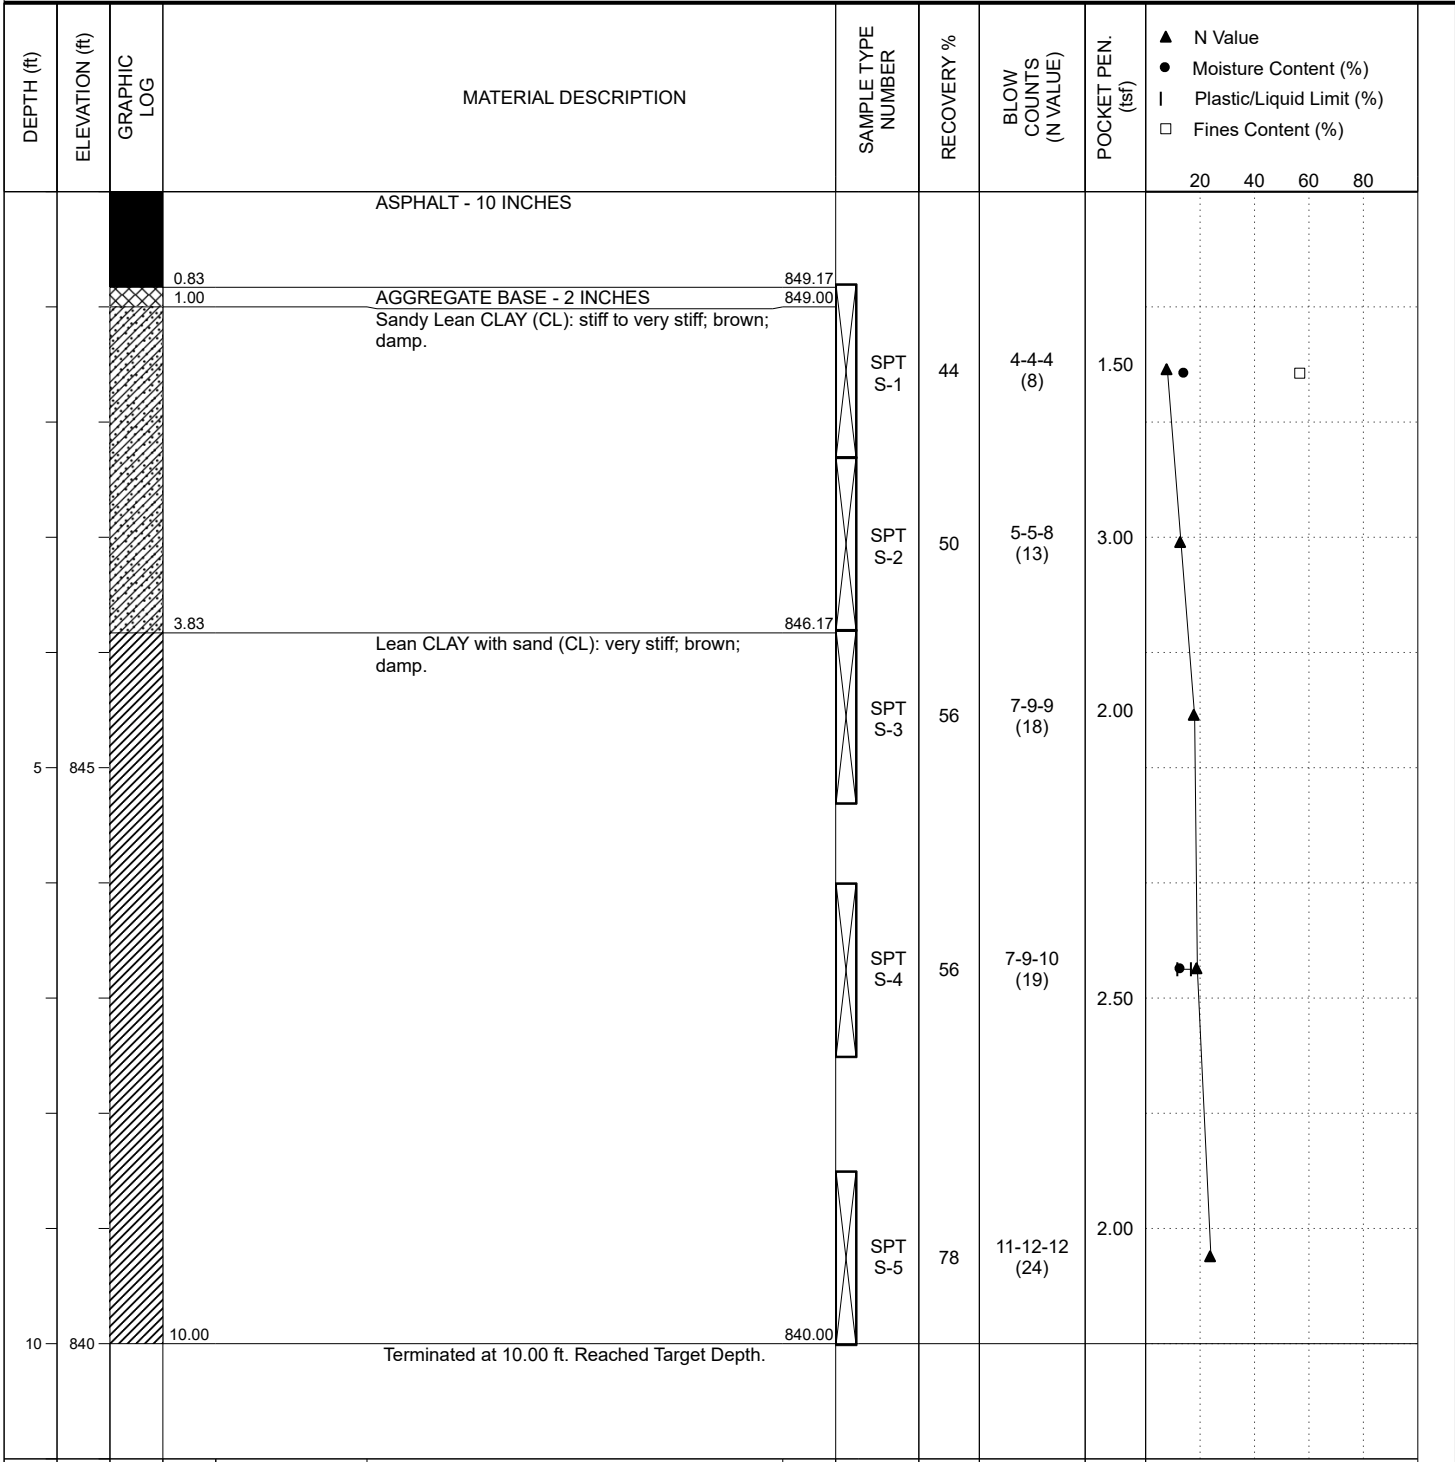 DEPTH (ft)
ELEVATION (ft)
GRAPHIC
LOG
MATERIAL DESCRIPTION
SAMPLE TYPE
NUMBER
RECOVERY %
BLOW
COUNTS
(N VALUE)
POCKET PEN.
(tsf)
N Value
Moisture Content (%)
Plastic/Liquid Limit (%)
Fines Content (%)
20 40 60 80
ASPHALT - 10 INCHES
0.83 849.17
1.00 AGGREGATE BASE - 2 INCHES 849.00
Sandy Lean CLAY (CL): stiff to very stiff; brown;
damp.
SPT
S-1
44
4-4-4
(8)
1.50
SPT
S-2
50
5-5-8
(13)
3.00
3.83 846.17
Lean CLAY with sand (CL): very stiff; brown;
damp.
SPT
S-3
56
7-9-9
(18)
2.00
5 845
SPT
S-4
56
7-9-10
(19)
2.50
SPT
S-5
78
11-12-12
(24)
2.00
10 840 10.00 840.00
Terminated at 10.00 ft. Reached Target Depth.